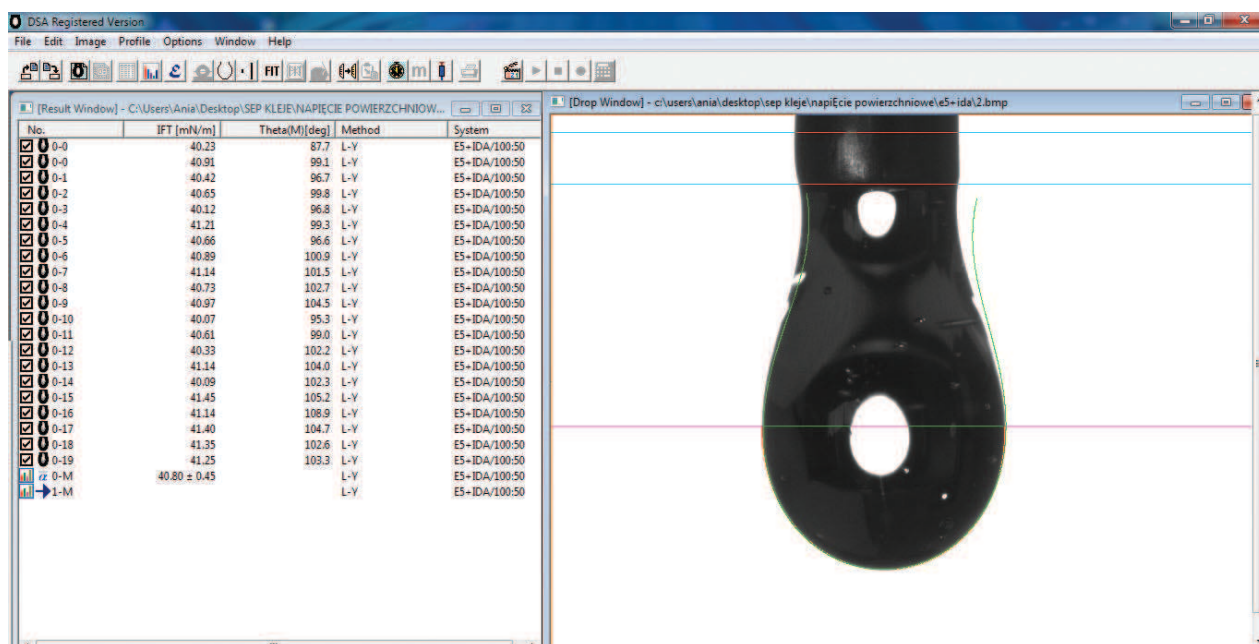 DSA Registered Version
File Edit Image Profile Options Window Help
FIT m
[Result Window] - C:\Users\Ania\Desktop\SEP KLEJE\NAPIĘCIE POWIERZCHNIOW...
No. IFT [mN/m] Theta(M)[deg] Method System
0-0 40.23 87.7 L-Y E5+IDA/100:50
0-0 40.91 99.1 L-Y E5+IDA/100:50
0-1 40.42 96.7 L-Y E5+IDA/100:50
0-2 40.65 99.8 L-Y E5+IDA/100:50
0-3 40.12 96.8 L-Y E5+IDA/100:50
0-4 41.21 99.3 L-Y E5+IDA/100:50
0-5 40.66 96.6 L-Y E5+IDA/100:50
0-6 40.89 100.9 L-Y E5+IDA/100:50
0-7 41.14 101.5 L-Y E5+IDA/100:50
0-8 40.73 102.7 L-Y E5+IDA/100:50
0-9 40.97 104.5 L-Y E5+IDA/100:50
0-10 40.07 95.3 L-Y E5+IDA/100:50
0-11 40.61 99.0 L-Y E5+IDA/100:50
0-12 40.33 102.2 L-Y E5+IDA/100:50
0-13 41.14 104.0 L-Y E5+IDA/100:50
0-14 40.09 102.3 L-Y E5+IDA/100:50
0-15 41.45 105.2 L-Y E5+IDA/100:50
0-16 41.14 108.9 L-Y E5+IDA/100:50
0-17 41.40 104.7 L-Y E5+IDA/100:50
0-18 41.35 102.6 L-Y E5+IDA/100:50
0-19 41.25 103.3 L-Y E5+IDA/100:50
0-M 40.80 ± 0.45 L-Y E5+IDA/100:50
1-M L-Y E5+IDA/100:50
[Drop Window] - c:\users\ania\desktop\sep kleje\napiĘcie powierzchniowe\e5+ida\2.bmp